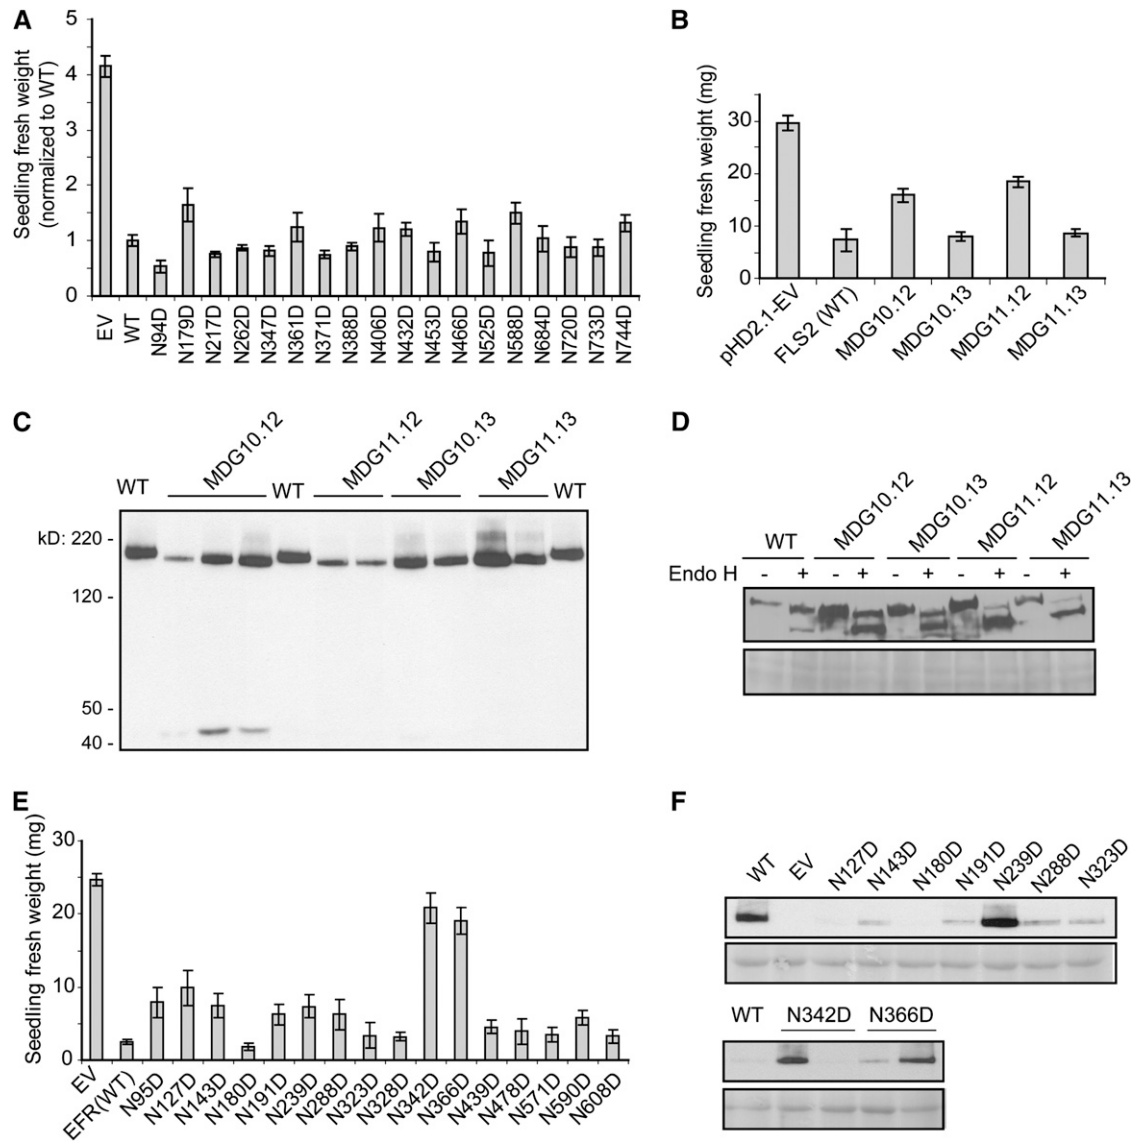 A
Seedling fresh weight
(normalized to WT)
5
4
3
2
1
0
EV
WT
N94D
N179D
N217D
N262D
N347D
N361D
N371D
N388D
N406D
N432D
N453D
N466D
N525D
N588D
N684D
N720D
N733D
N744D
B
Seedling fresh weight (mg)
30
20
10
0
pHD2.1-EV
FLS2 (WT)
MDG10.12
MDG10.13
MDG11.12
MDG11.13
C
WT
MDG10.12
WT
MDG11.12
MDG10.13
MDG11.13
WT
kD: 220 -
120 -
50 -
40 -
D
WT
MDG10.12
MDG10.13
MDG11.12
MDG11.13
Endo H - + - + - + - + - +
E
Seedling fresh weight (mg)
30
20
10
0
EV
EFR(WT)
N95D
N127D
N143D
N180D
N191D
N239D
N288D
N323D
N328D
N342D
N366D
N439D
N478D
N571D
N590D
N608D
F
WT
EV
N127D
N143D
N180D
N191D
N239D
N288D
N323D
WT N342D N366D